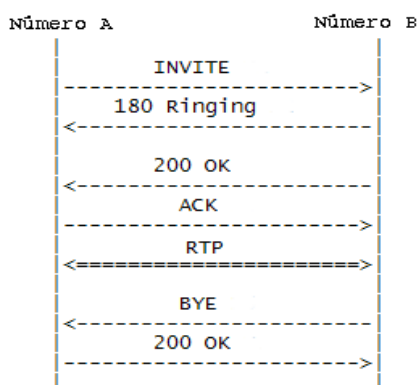 Número A Número B
INVITE
180 Ringing
200 OK
ACK
RTP
BYE
200 OK